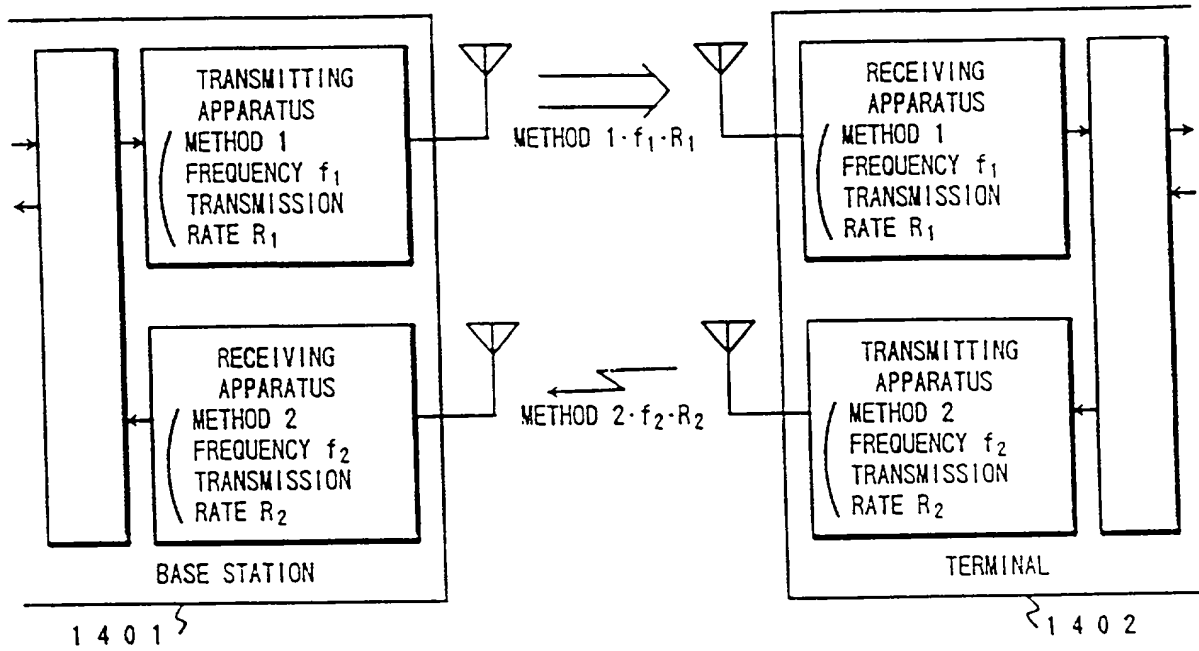 TRANSMITTING
APPARATUS
METHOD 1
FREQUENCY f₁
TRANSMISSION
RATE R₁
METHOD 1·f₁·R₁
RECEIVING
APPARATUS
METHOD 1
FREQUENCY f₁
TRANSMISSION
RATE R₁
RECEIVING
APPARATUS
METHOD 2
FREQUENCY f₂
TRANSMISSION
RATE R₂
METHOD 2·f₂·R₂
TRANSMITTING
APPARATUS
METHOD 2
FREQUENCY f₂
TRANSMISSION
RATE R₂
BASE STATION
TERMINAL
1401
1402